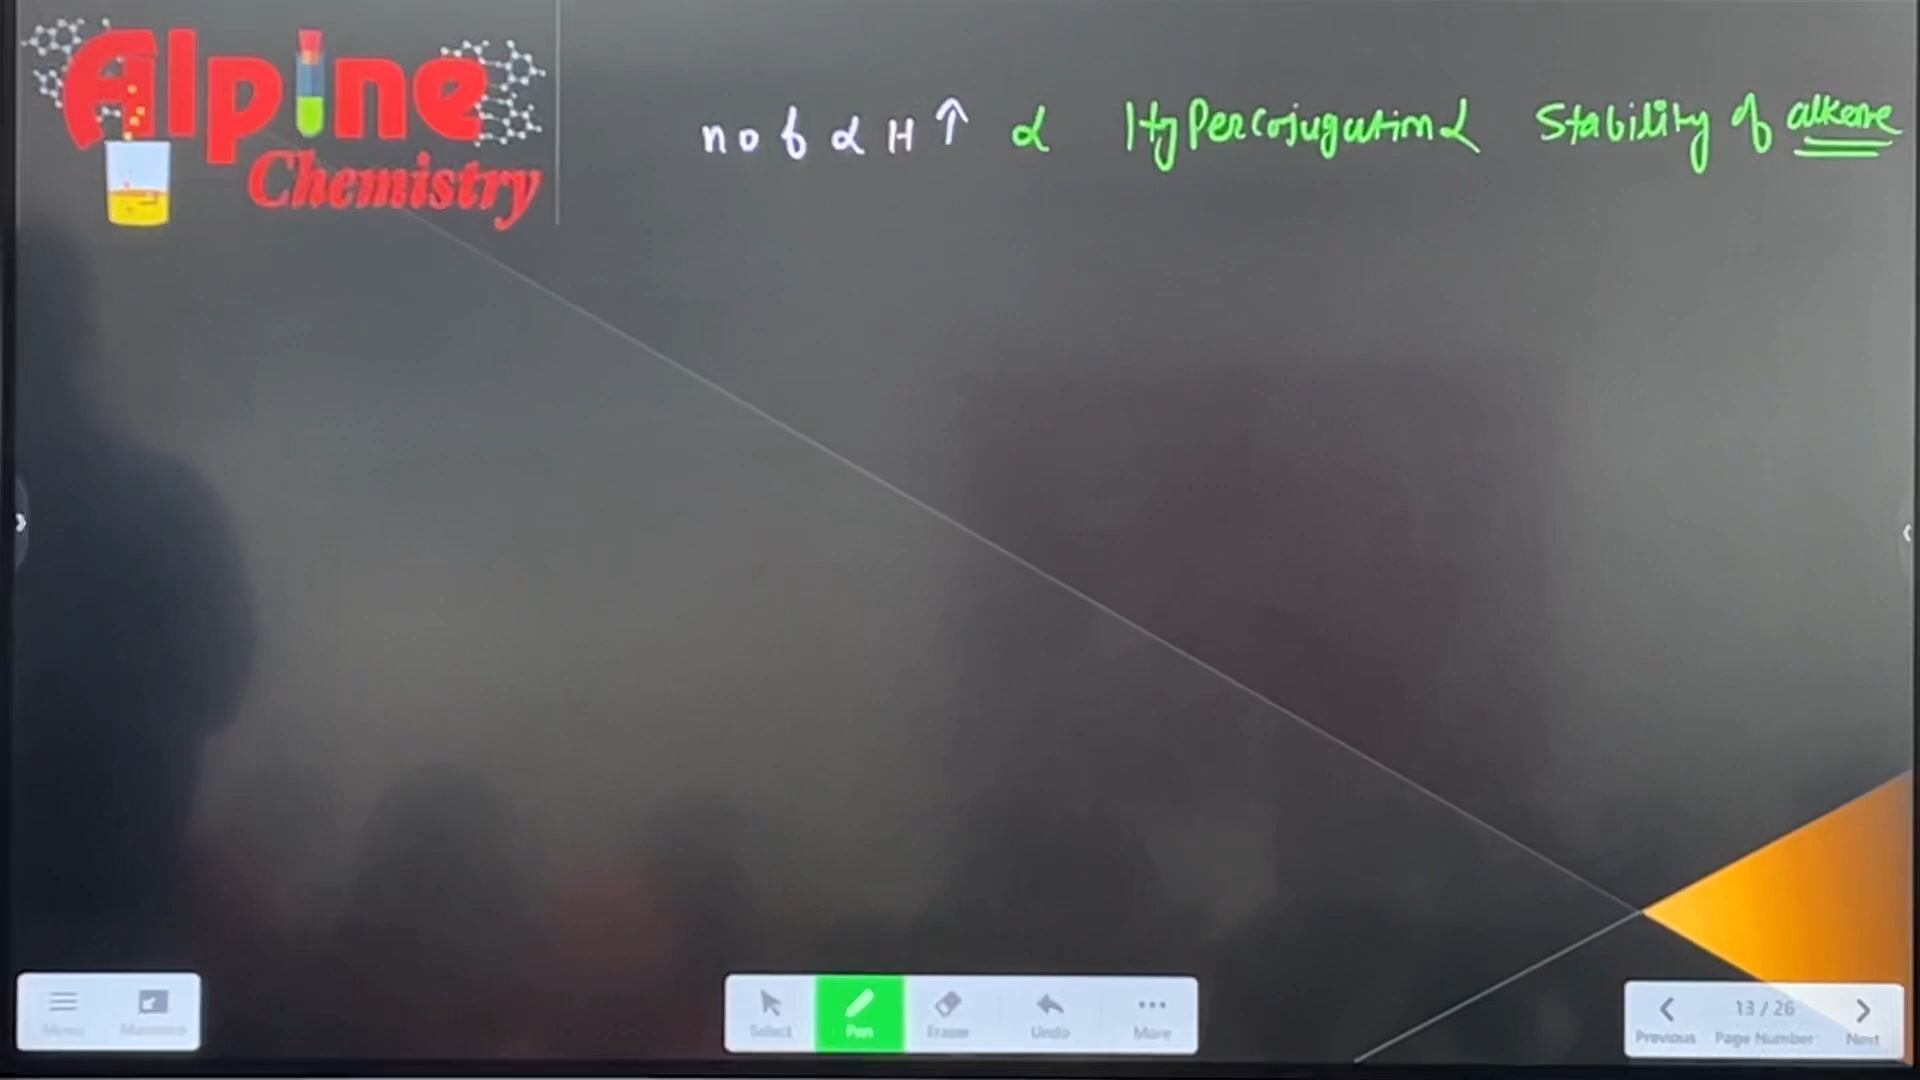 Alpine
Chemistry
no of α H ↑ α Hyperconjugation α Stability of alkene
Menu
Select
Pen
Eraser
Undo
More
13 / 26
Previous
Page Number:
Next